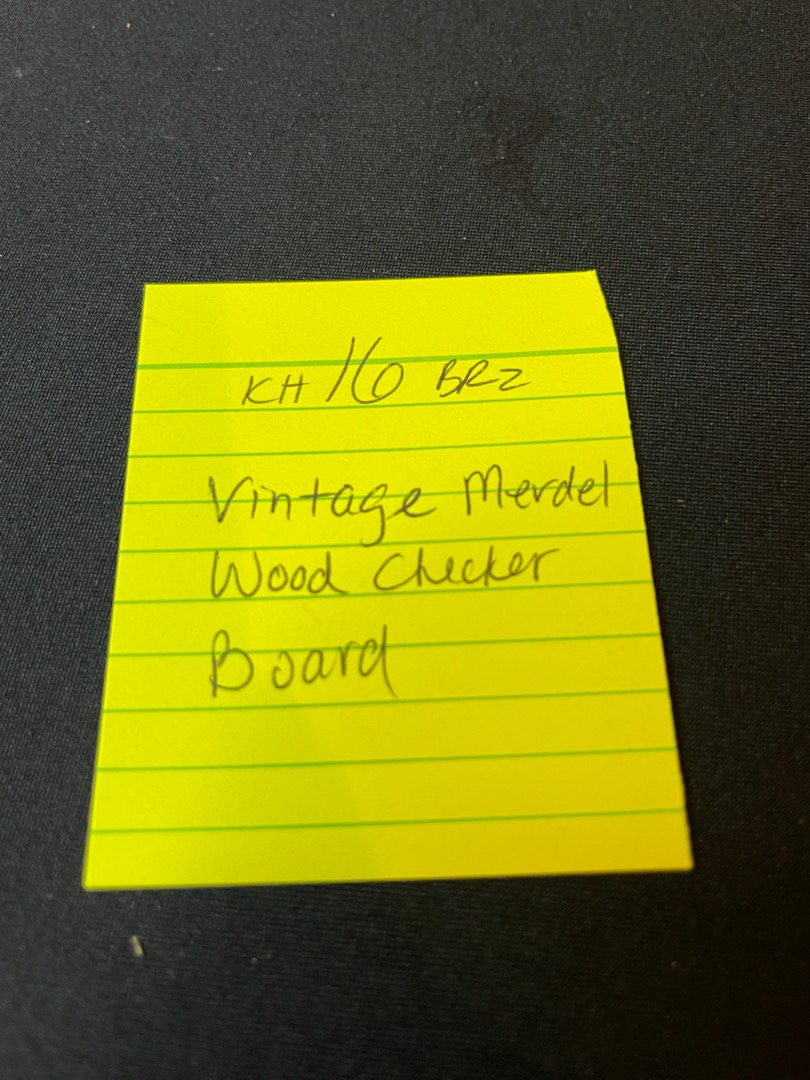 KH 16 BRZ
Vintage Merdel
Wood Checker
Board